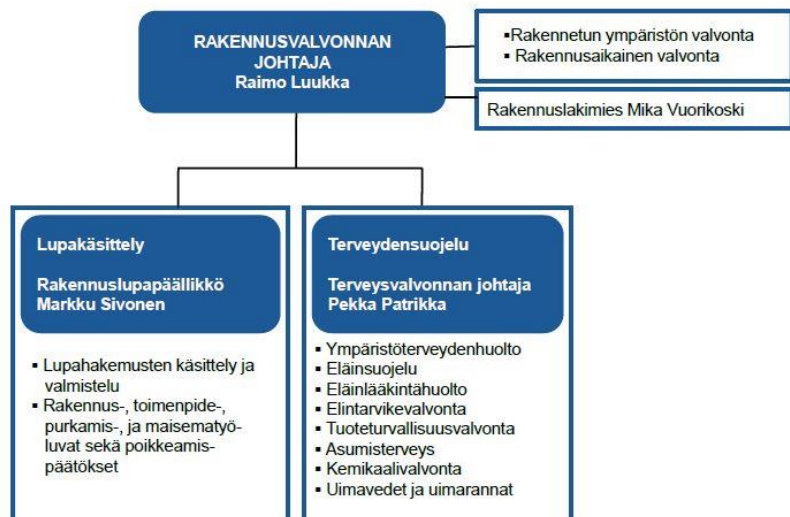 RAKENNUSVALVONNAN
JOHTAJA
Raimo Luukka
▪Rakennetun ympäristön valvonta
▪ Rakennusaikainen valvonta
Rakennuslakimies Mika Vuorikoski
Lupakäsittely
Rakennuslupapäällikkö
Markku Sivonen
▪ Lupahakemusten käsittely ja
valmistelu
▪ Rakennus-, toimenpide-,
purkamis-, ja maisematyö-
luvat sekä poikkeamis-
päätökset
Terveydensuojelu
Terveysvalvonnan johtaja
Pekka Patrikka
▪ Ympäristöterveydenhuolto
▪ Eläinsuojelu
▪ Eläinlääkintähuolto
▪ Elintarvikevalvonta
▪ Tuoteturvallisuusvalvonta
▪ Asumisterveys
▪ Kemikaalivalvonta
▪ Uimavedet ja uimarannat